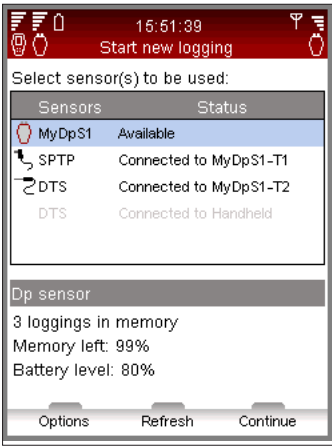 15:51:39
Start new logging
Select sensor(s) to be used:
Sensors Status
MyDpS1 Available
SPTP Connected to MyDpS1-T1
DTS Connected to MyDpS1-T2
DTS Connected to Handheld
Dp sensor
3 loggings in memory
Memory left: 99%
Battery level: 80%
Options Refresh Continue